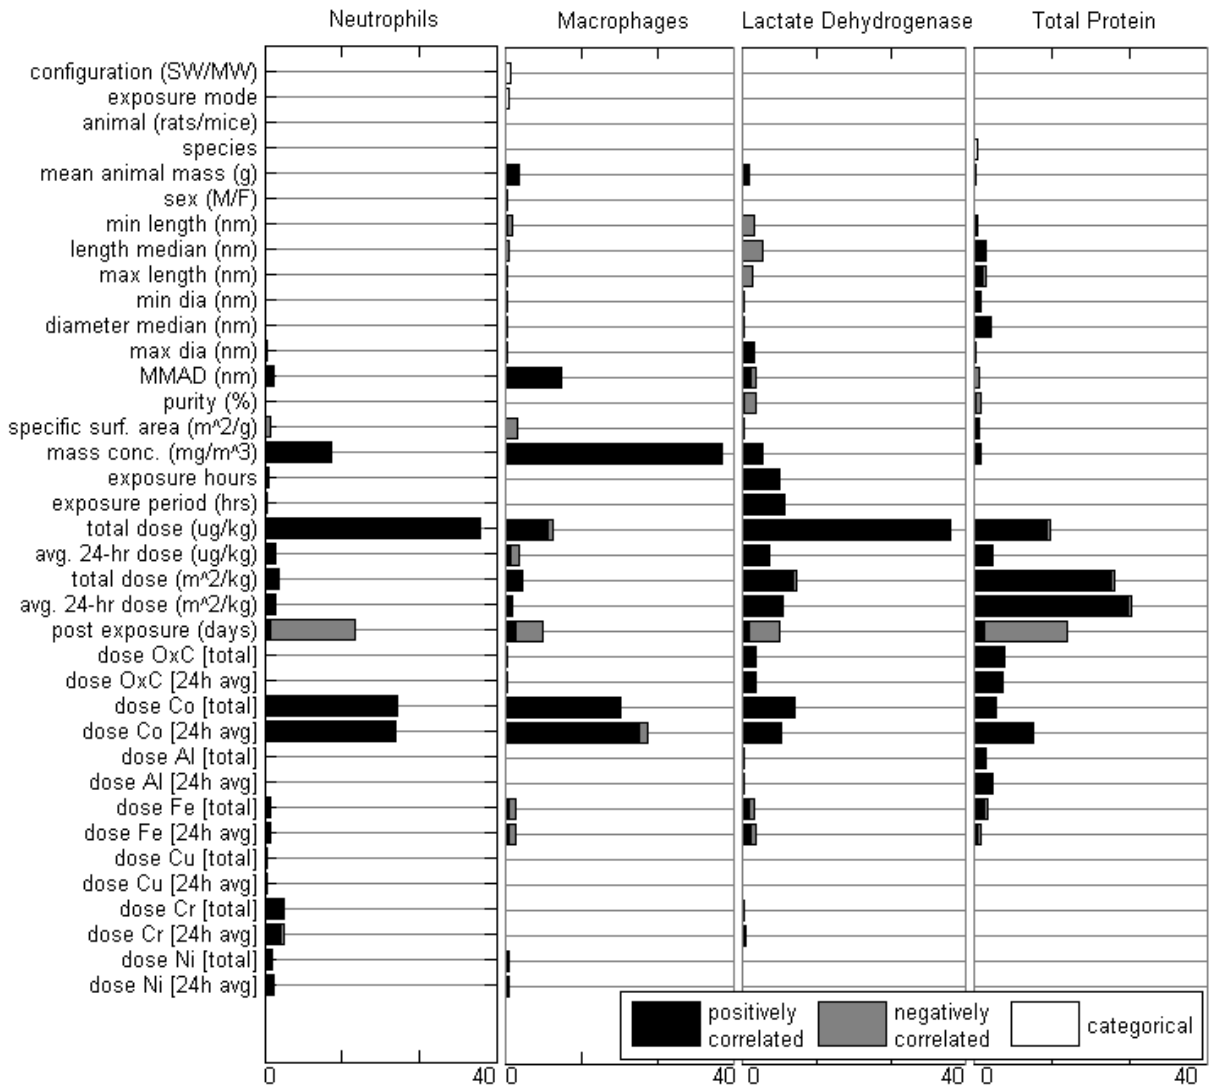 Neutrophils Macrophages Lactate Dehydrogenase Total Protein
configuration (SW/MW)
exposure mode
animal (rats/mice)
species
mean animal mass (g)
sex (M/F)
min length (nm)
length median (nm)
max length (nm)
min dia (nm)
diameter median (nm)
max dia (nm)
MMAD (nm)
purity (%)
specific surf. area (m^2/g)
mass conc. (mg/m^3)
exposure hours
exposure period (hrs)
total dose (ug/kg)
avg. 24-hr dose (ug/kg)
total dose (m^2/kg)
avg. 24-hr dose (m^2/kg)
post exposure (days)
dose OxC [total]
dose OxC [24h avg]
dose Co [total]
dose Co [24h avg]
dose Al [total]
dose Al [24h avg]
dose Fe [total]
dose Fe [24h avg]
dose Cu [total]
dose Cu [24h avg]
dose Cr [total]
dose Cr [24h avg]
dose Ni [total]
dose Ni [24h avg]
positively correlated
negatively correlated
categorical
0 40 0 40 0 40 0 40